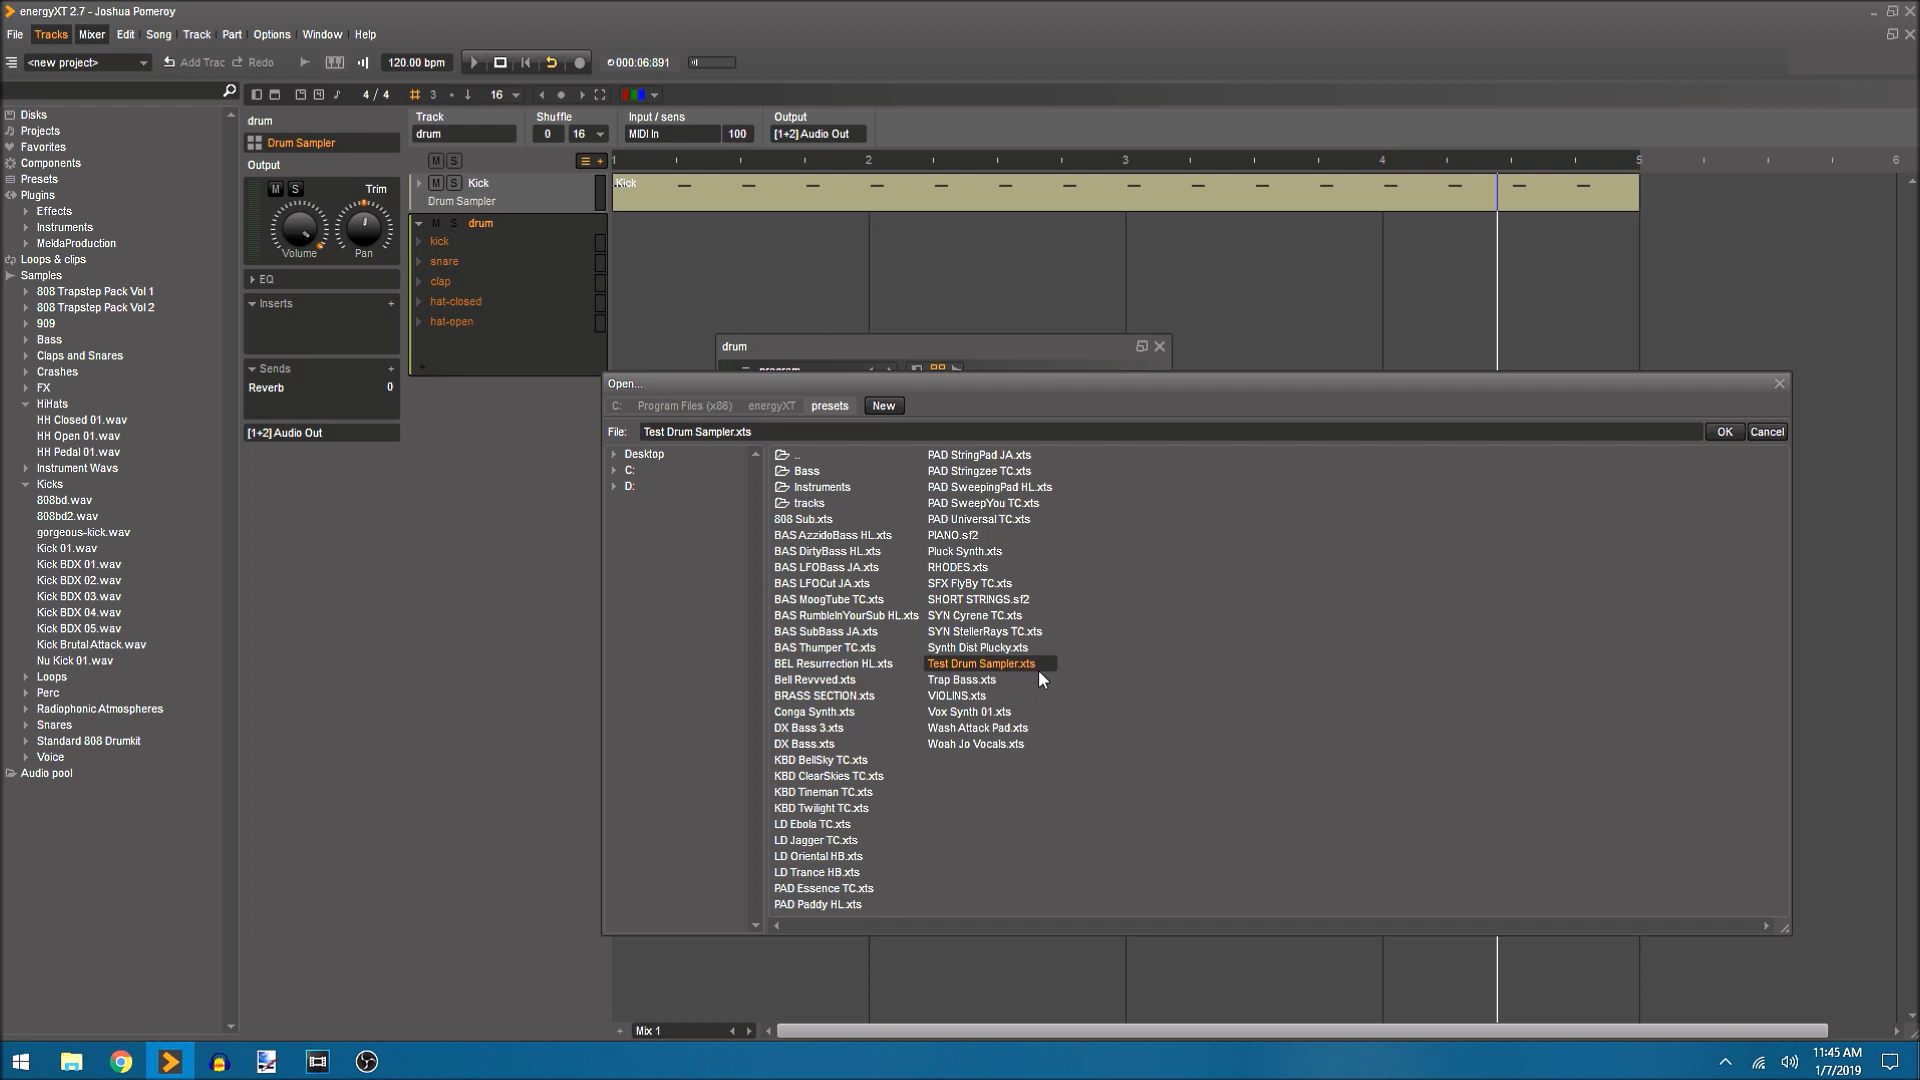 energyXT 2.7 - Joshua Pomeroy
File Tracks Mixer Edit Song Track Part Options Window Help
<new project> Add Trac Redo 120.00 bpm 000:06:891
4 / 4 3 16
Disks
Projects
Favorites
Components
Presets
Plugins
Effects
Instruments
MeldaProduction
Loops & clips
Samples
808 Trapstep Pack Vol 1
808 Trapstep Pack Vol 2
909
Bass
Claps and Snares
Crashes
FX
HiHats
HH Closed 01.wav
HH Open 01.wav
HH Pedal 01.wav
Instrument Wavs
Kicks
808bd.wav
808bd2.wav
gorgeous-kick.wav
Kick 01.wav
Kick BDX 01.wav
Kick BDX 02.wav
Kick BDX 03.wav
Kick BDX 04.wav
Kick BDX 05.wav
Kick Brutal Attack.wav
Nu Kick 01.wav
Loops
Perc
Radiophonic Atmospheres
Snares
Standard 808 Drumkit
Voice
Audio pool
drum
Drum Sampler
Output
M S Trim
Volume Pan
EQ
Inserts +
Sends +
Reverb 0
[1+2] Audio Out
Track Shuffle Input / sens Output
drum 0 16 MIDI In 100 [1+2] Audio Out
M S + 1 2 3 4 5 6
M S Kick
Drum Sampler
Kick
M S drum
kick
snare
clap
hat-closed
hat-open
+
drum
program
Open...
C: Program Files (x86) energyXT presets New
File: Test Drum Sampler.xts OK Cancel
Desktop
C:
D:
..
Bass
Instruments
tracks
808 Sub.xts
BAS AzzidoBass HL.xts
BAS DirtyBass HL.xts
BAS LFOBass JA.xts
BAS LFOCut JA.xts
BAS MoogTube TC.xts
BAS RumbleInYourSub HL.xts
BAS SubBass JA.xts
BAS Thumper TC.xts
BEL Resurrection HL.xts
Bell Revvved.xts
BRASS SECTION.xts
Conga Synth.xts
DX Bass 3.xts
DX Bass.xts
KBD BellSky TC.xts
KBD ClearSkies TC.xts
KBD Tineman TC.xts
KBD Twilight TC.xts
LD Ebola TC.xts
LD Jagger TC.xts
LD Oriental HB.xts
LD Trance HB.xts
PAD Essence TC.xts
PAD Paddy HL.xts
PAD StringPad JA.xts
PAD Stringzee TC.xts
PAD SweepingPad HL.xts
PAD SweepYou TC.xts
PAD Universal TC.xts
PIANO.sf2
Pluck Synth.xts
RHODES.xts
SFX FlyBy TC.xts
SHORT STRINGS.sf2
SYN Cyrene TC.xts
SYN StellerRays TC.xts
Synth Dist Plucky.xts
Test Drum Sampler.xts
Trap Bass.xts
VIOLINS.xts
Vox Synth 01.xts
Wash Attack Pad.xts
Woah Jo Vocals.xts
+ Mix 1
11:45 AM
1/7/2019